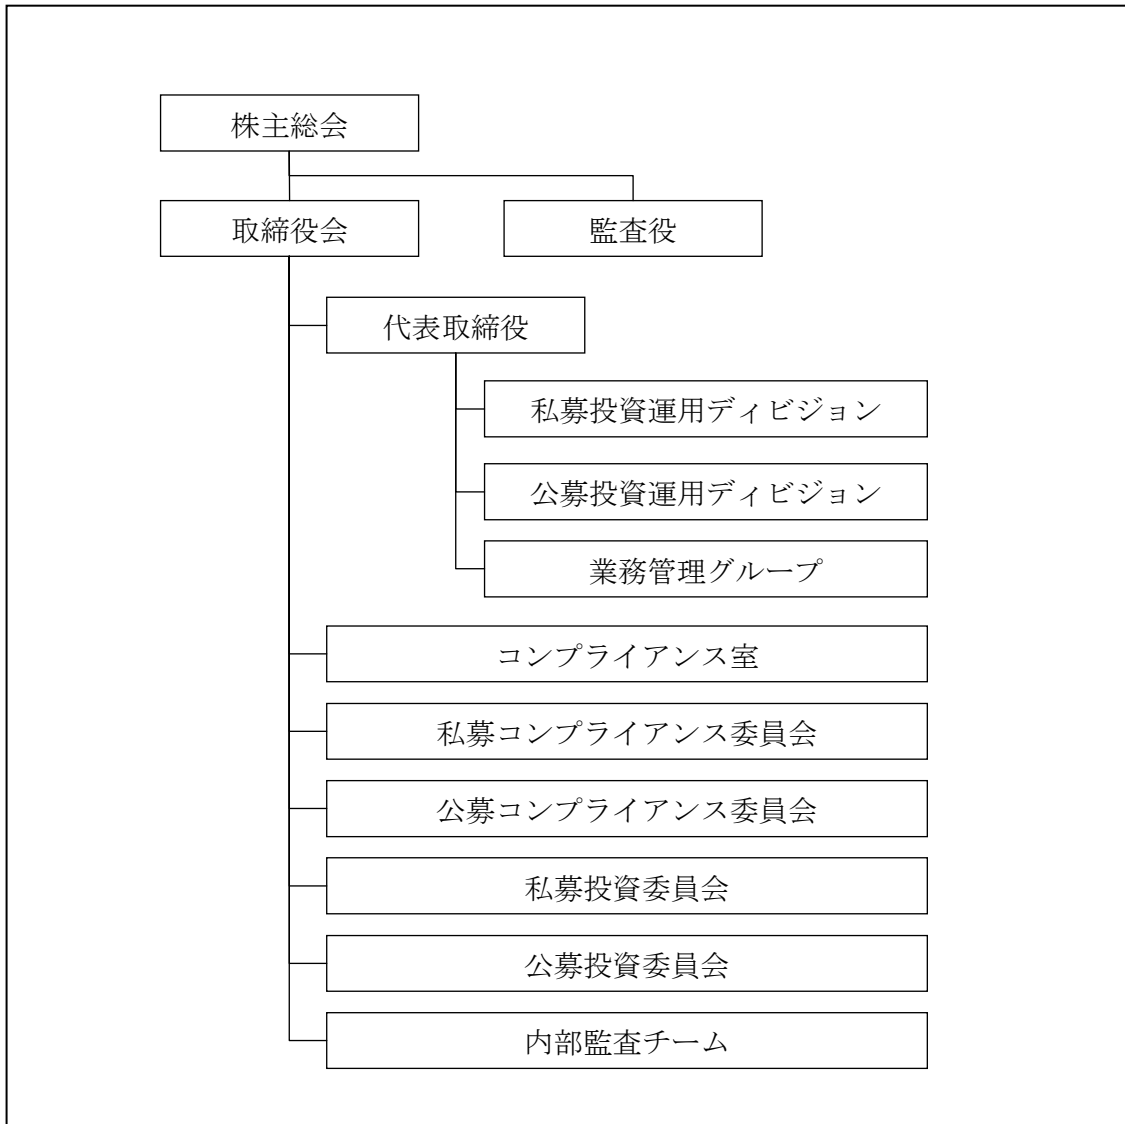 株主総会
取締役会
監査役
代表取締役
私募投資運用ディビジョン
公募投資運用ディビジョン
業務管理グループ
コンプライアンス室
私募コンプライアンス委員会
公募コンプライアンス委員会
私募投資委員会
公募投資委員会
内部監査チーム